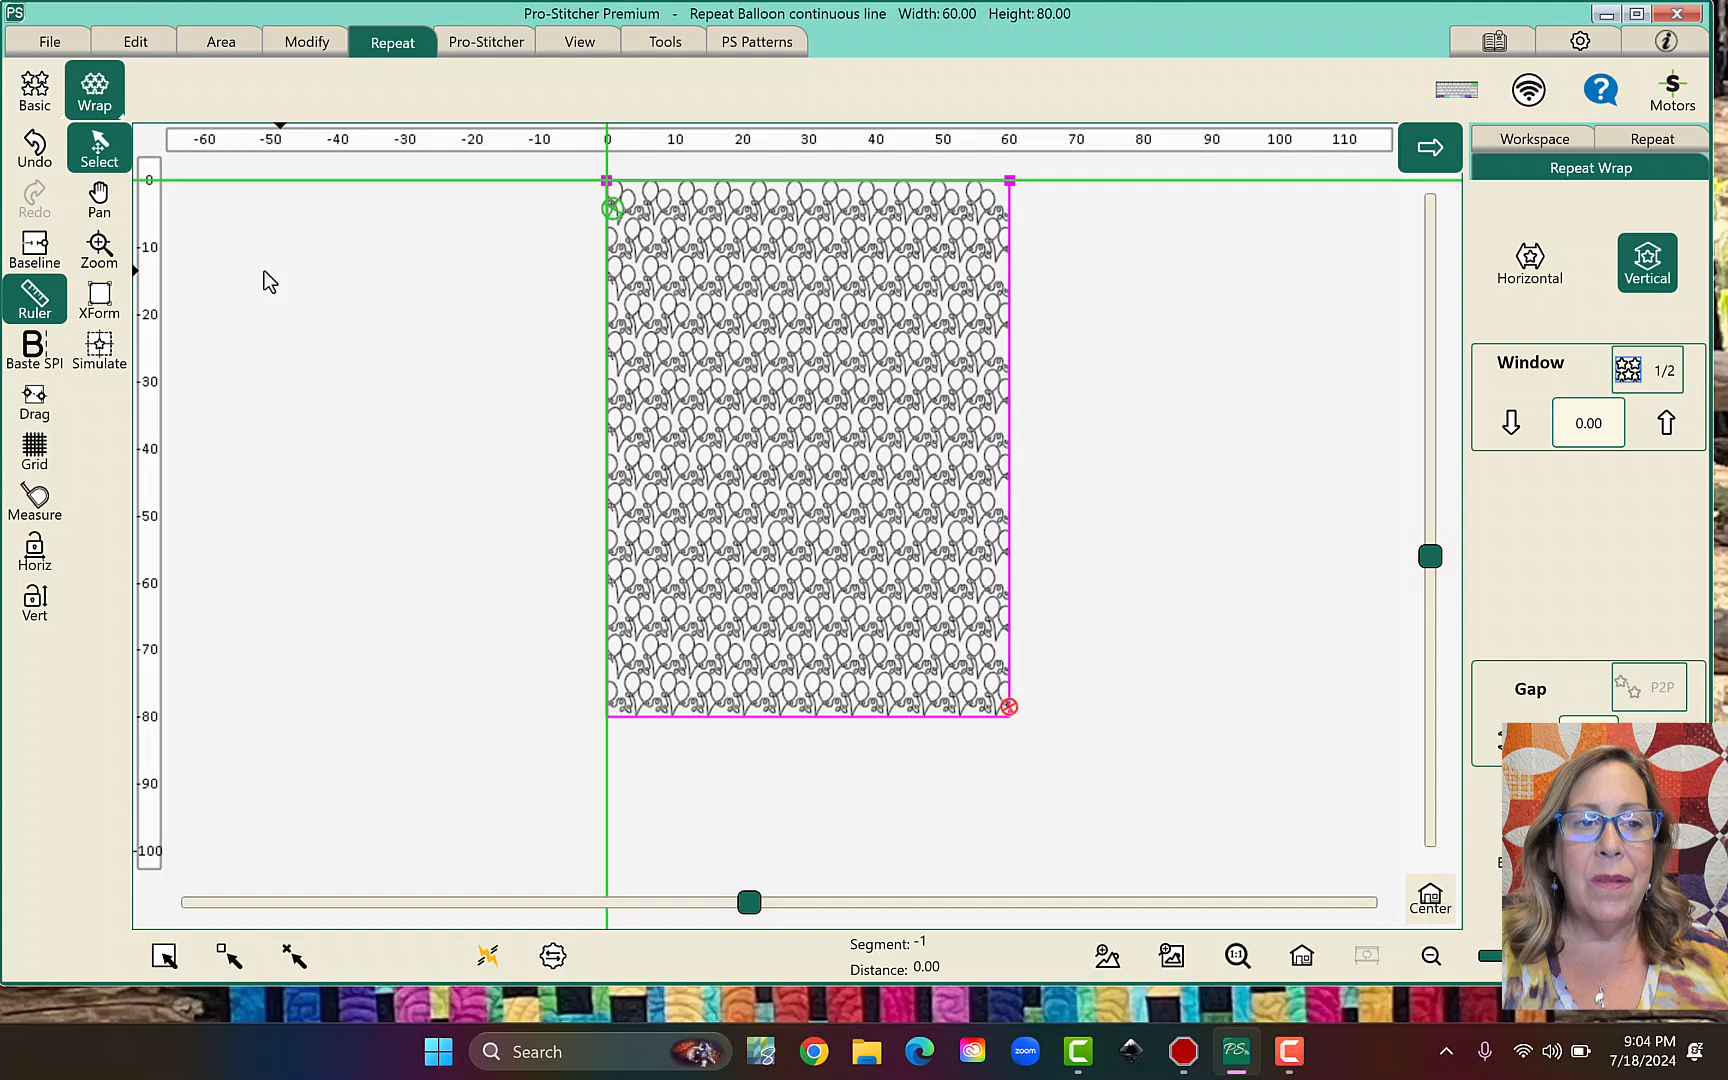 PS
Pro-Stitcher Premium - Repeat Balloon continuous line Width: 60.00 Height: 80.00
File Edit Area Modify Repeat Pro-Stitcher View Tools PS Patterns
Basic Wrap
S
Motors
Undo Select
Redo Pan
Baseline Zoom
Ruler XForm
B
Baste SPI Simulate
Drag
Grid
Measure
Horiz
Vert
-60 -50 -40 -30 -20 -10 0 10 20 30 40 50 60 70 80 90 100 110
0
-10
-20
-30
-40
-50
-60
-70
-80
-90
-100
Workspace Repeat
Repeat Wrap
Horizontal Vertical
Window 1/2
0.00
Gap P2P
Center
Segment: -1
Distance: 0.00
1:1
Search
zoom
PS
9:04 PM
7/18/2024